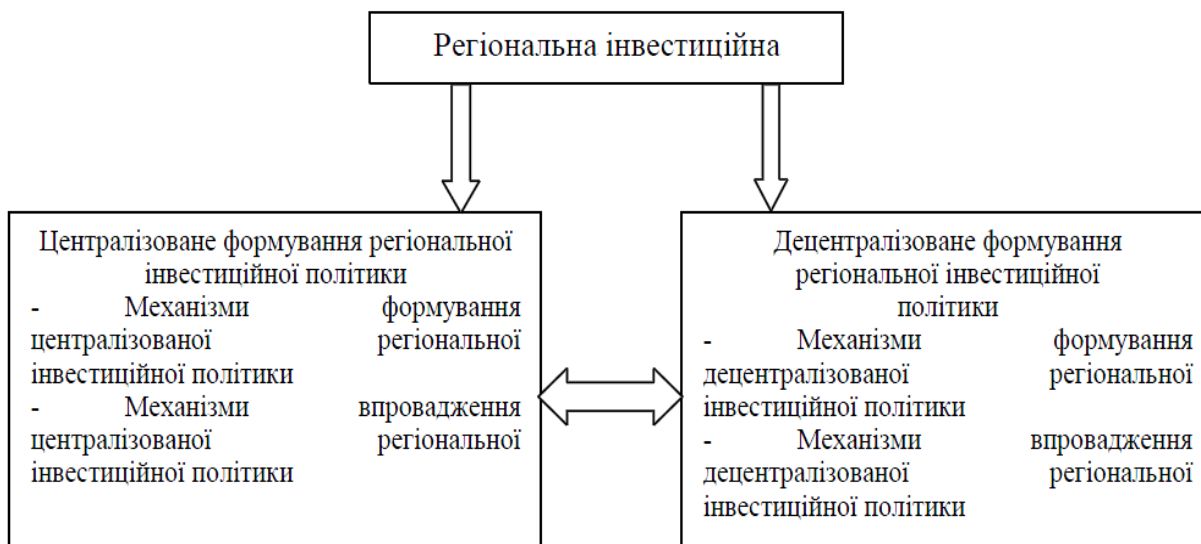 Регіональна інвестиційна
Централізоване формування регіональної
інвестиційної політики
- Механізми формування
централізованої регіональної
інвестиційної політики
- Механізми впровадження
централізованої регіональної
інвестиційної політики
Децентралізоване формування
регіональної інвестиційної
політики
- Механізми формування
децентралізованої регіональної
інвестиційної політики
- Механізми впровадження
децентралізованої регіональної
інвестиційної політики